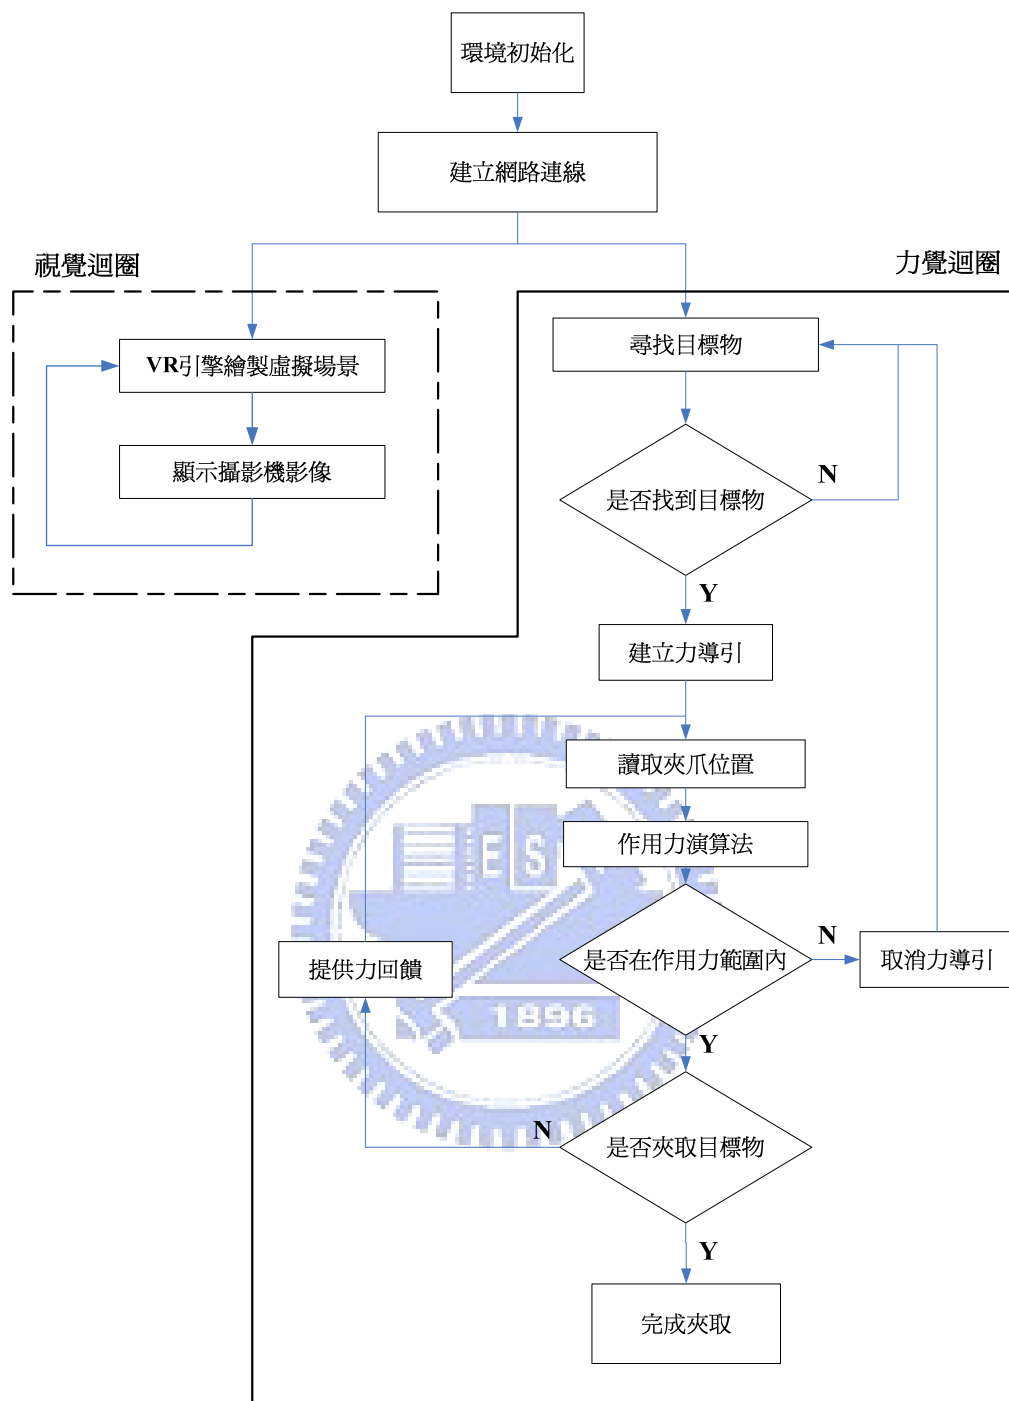 環境初始化
建立網路連線
視覺迴圈
力覺迴圈
VR引擎繪製虛擬場景
顯示攝影機影像
尋找目標物
是否找到目標物
N
Y
建立力導引
讀取夾爪位置
作用力演算法
是否在作用力範圍內
N
取消力導引
提供力回饋
Y
是否夾取目標物
N
Y
完成夾取
ES
1896